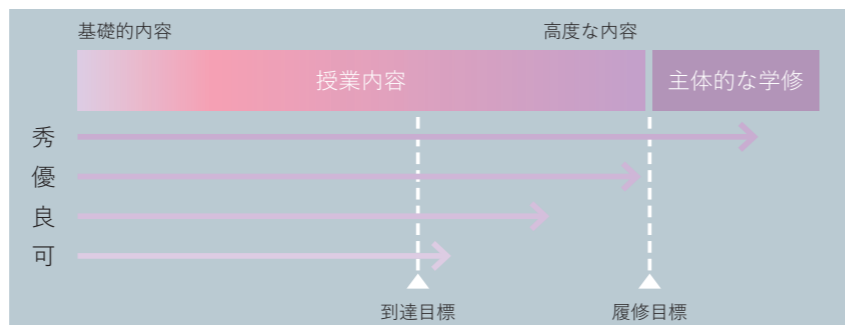 基礎的内容
高度な内容
授業内容
主体的な学修
秀
優
良
可
到達目標
履修目標